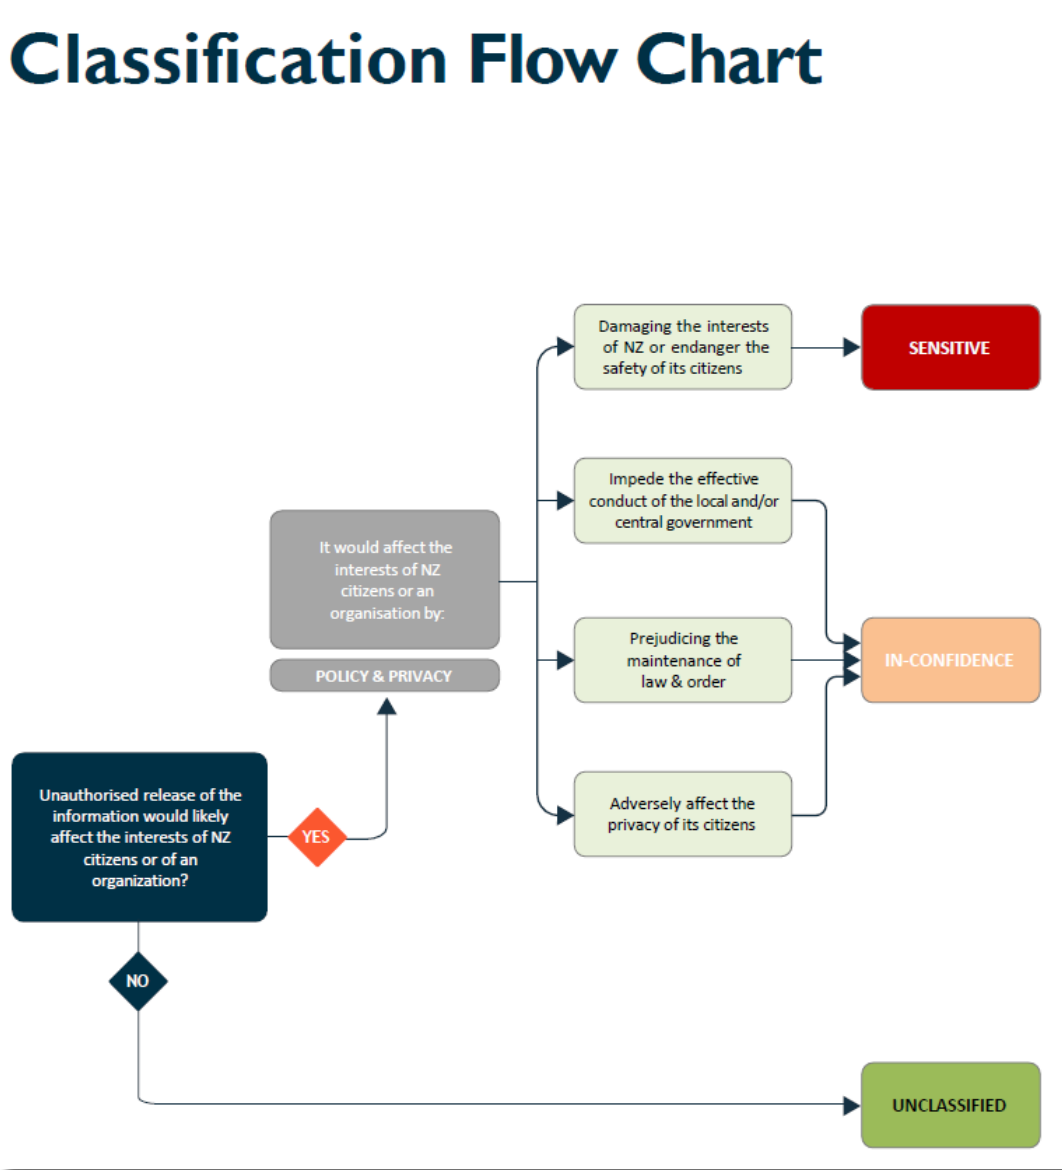 Classification Flow Chart
Damaging the interests
of NZ or endanger the
safety of its citizens
SENSITIVE
Impede the effective
conduct of the local and/or
central government
It would affect the
interests of NZ
citizens or an
organisation by:
POLICY & PRIVACY
Prejudicing the
maintenance of
law & order
IN-CONFIDENCE
Unauthorised release of the
information would likely
affect the interests of NZ
citizens or of an
organization?
YES
Adversely affect the
privacy of its citizens
NO
UNCLASSIFIED